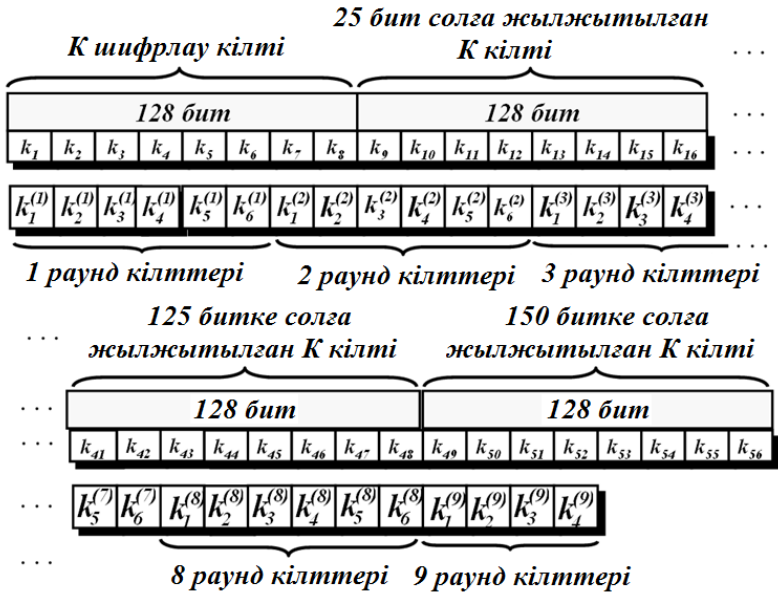 25 бит солга жылжытылган
К шифрлау кілті К кілті . . .
128 бит 128 бит . . .
k₁ k₂ k₃ k₄ k₅ k₆ k₇ k₈ k₉ k₁₀ k₁₁ k₁₂ k₁₃ k₁₄ k₁₅ k₁₆ . . .
k₁⁽¹⁾ k₂⁽¹⁾ k₃⁽¹⁾ k₄⁽¹⁾ k₅⁽¹⁾ k₆⁽¹⁾ k₁⁽²⁾ k₂⁽²⁾ k₃⁽²⁾ k₄⁽²⁾ k₅⁽²⁾ k₆⁽²⁾ k₁⁽³⁾ k₂⁽³⁾ k₃⁽³⁾ k₄⁽³⁾ . . .
. . .
1 раунд кілттері 2 раунд кілттері 3 раунд кілттері
125 битке солга 150 битке солга
. . . жылжытылган К кілті жылжытылган К кілті
. . . 128 бит 128 бит
. . . k₄₁ k₄₂ k₄₃ k₄₄ k₄₅ k₄₆ k₄₇ k₄₈ k₄₉ k₅₀ k₅₁ k₅₂ k₅₃ k₅₄ k₅₅ k₅₆
. . . k₅⁽⁷⁾ k₆⁽⁷⁾ k₁⁽⁸⁾ k₂⁽⁸⁾ k₃⁽⁸⁾ k₄⁽⁸⁾ k₅⁽⁸⁾ k₆⁽⁸⁾ k₁⁽⁹⁾ k₂⁽⁹⁾ k₃⁽⁹⁾ k₄⁽⁹⁾
. . .
8 раунд кілттері 9 раунд кілттері